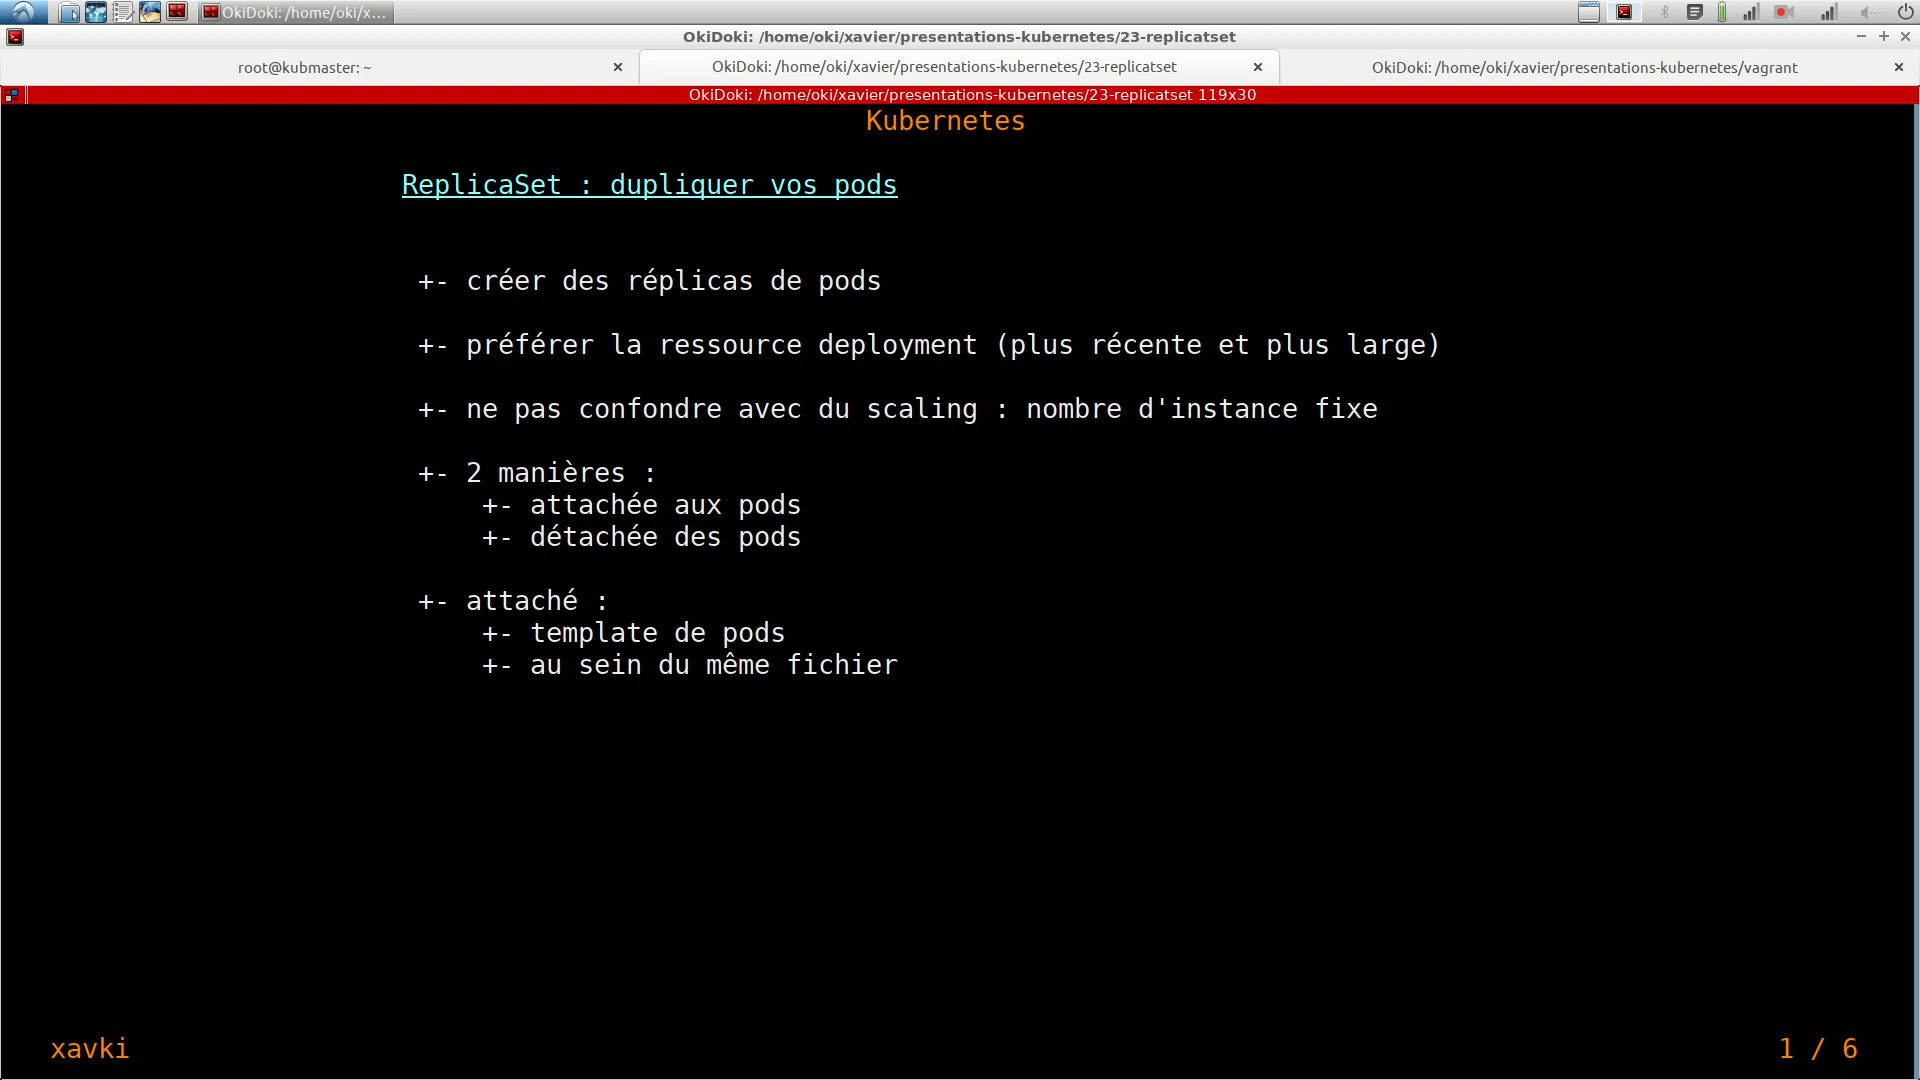 OkiDoki: /home/oki/x...
OkiDoki: /home/oki/xavier/presentations-kubernetes/23-replicatset
root@kubmaster: ~
OkiDoki: /home/oki/xavier/presentations-kubernetes/23-replicatset
OkiDoki: /home/oki/xavier/presentations-kubernetes/vagrant
OkiDoki: /home/oki/xavier/presentations-kubernetes/23-replicatset 119x30
Kubernetes
ReplicaSet : dupliquer vos pods
+- créer des réplicas de pods
+- préférer la ressource deployment (plus récente et plus large)
+- ne pas confondre avec du scaling : nombre d'instance fixe
+- 2 manières :
+- attachée aux pods
+- détachée des pods
+- attaché :
+- template de pods
+- au sein du même fichier
xavki
1 / 6